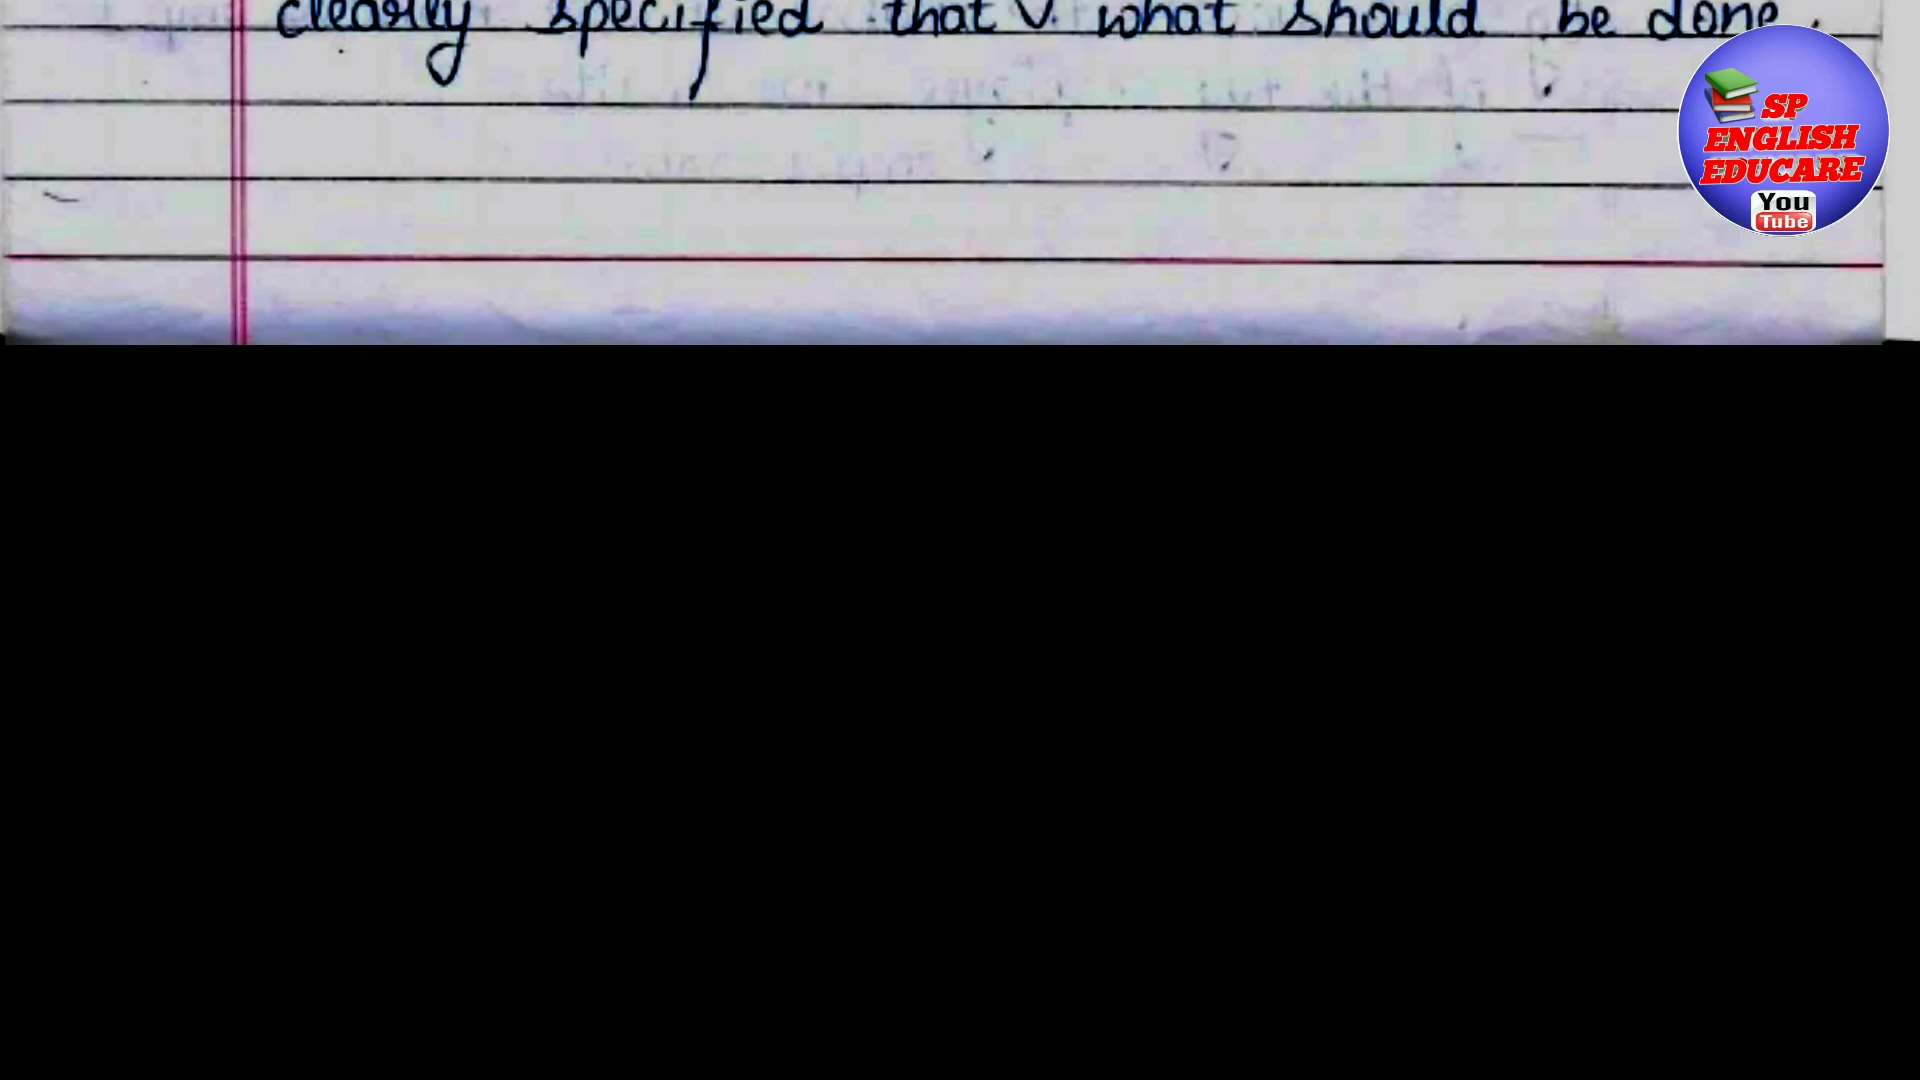 clearly specified that V. what should be done.
SP
ENGLISH
EDUCARE
You
Tube